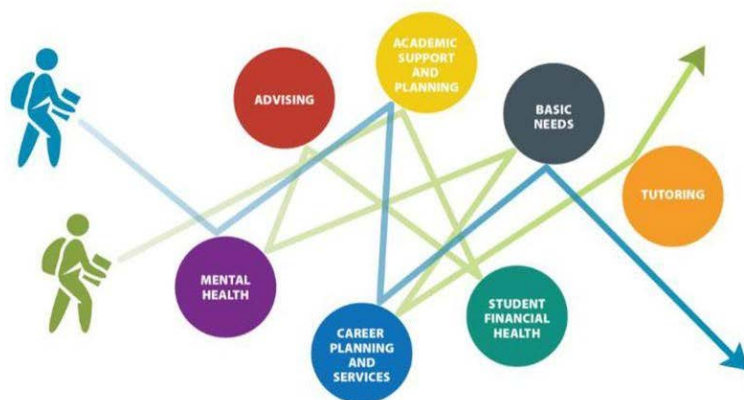 ADVISING
ACADEMIC
SUPPORT
AND
PLANNING
BASIC
NEEDS
TUTORING
MENTAL
HEALTH
CAREER
PLANNING
AND
SERVICES
STUDENT
FINANCIAL
HEALTH